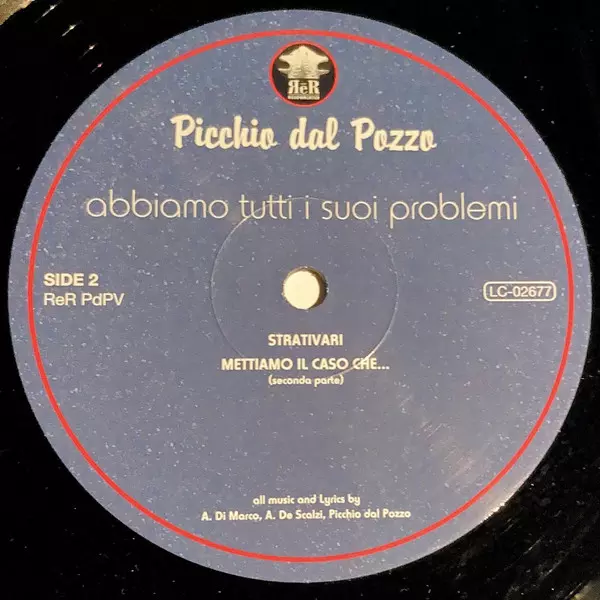 ReR
Picchio dal Pozzo
abbiamo tutti i suoi problemi
SIDE 2
ReR PdPV
LC-02677
STRATIVARI
METTIAMO IL CASO CHE...
(seconda parte)
all music and Lyrics by
A. Di Marco, A. De Scalzi, Picchio dal Pozzo